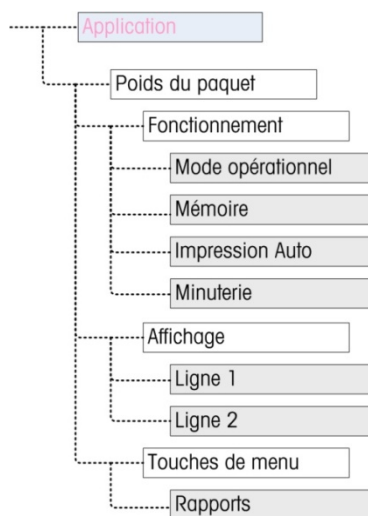 Application
Poids du paquet
Fonctionnement
Mode opérationnel
Mémoire
Impression Auto
Minuterie
Affichage
Ligne 1
Ligne 2
Touches de menu
Rapports